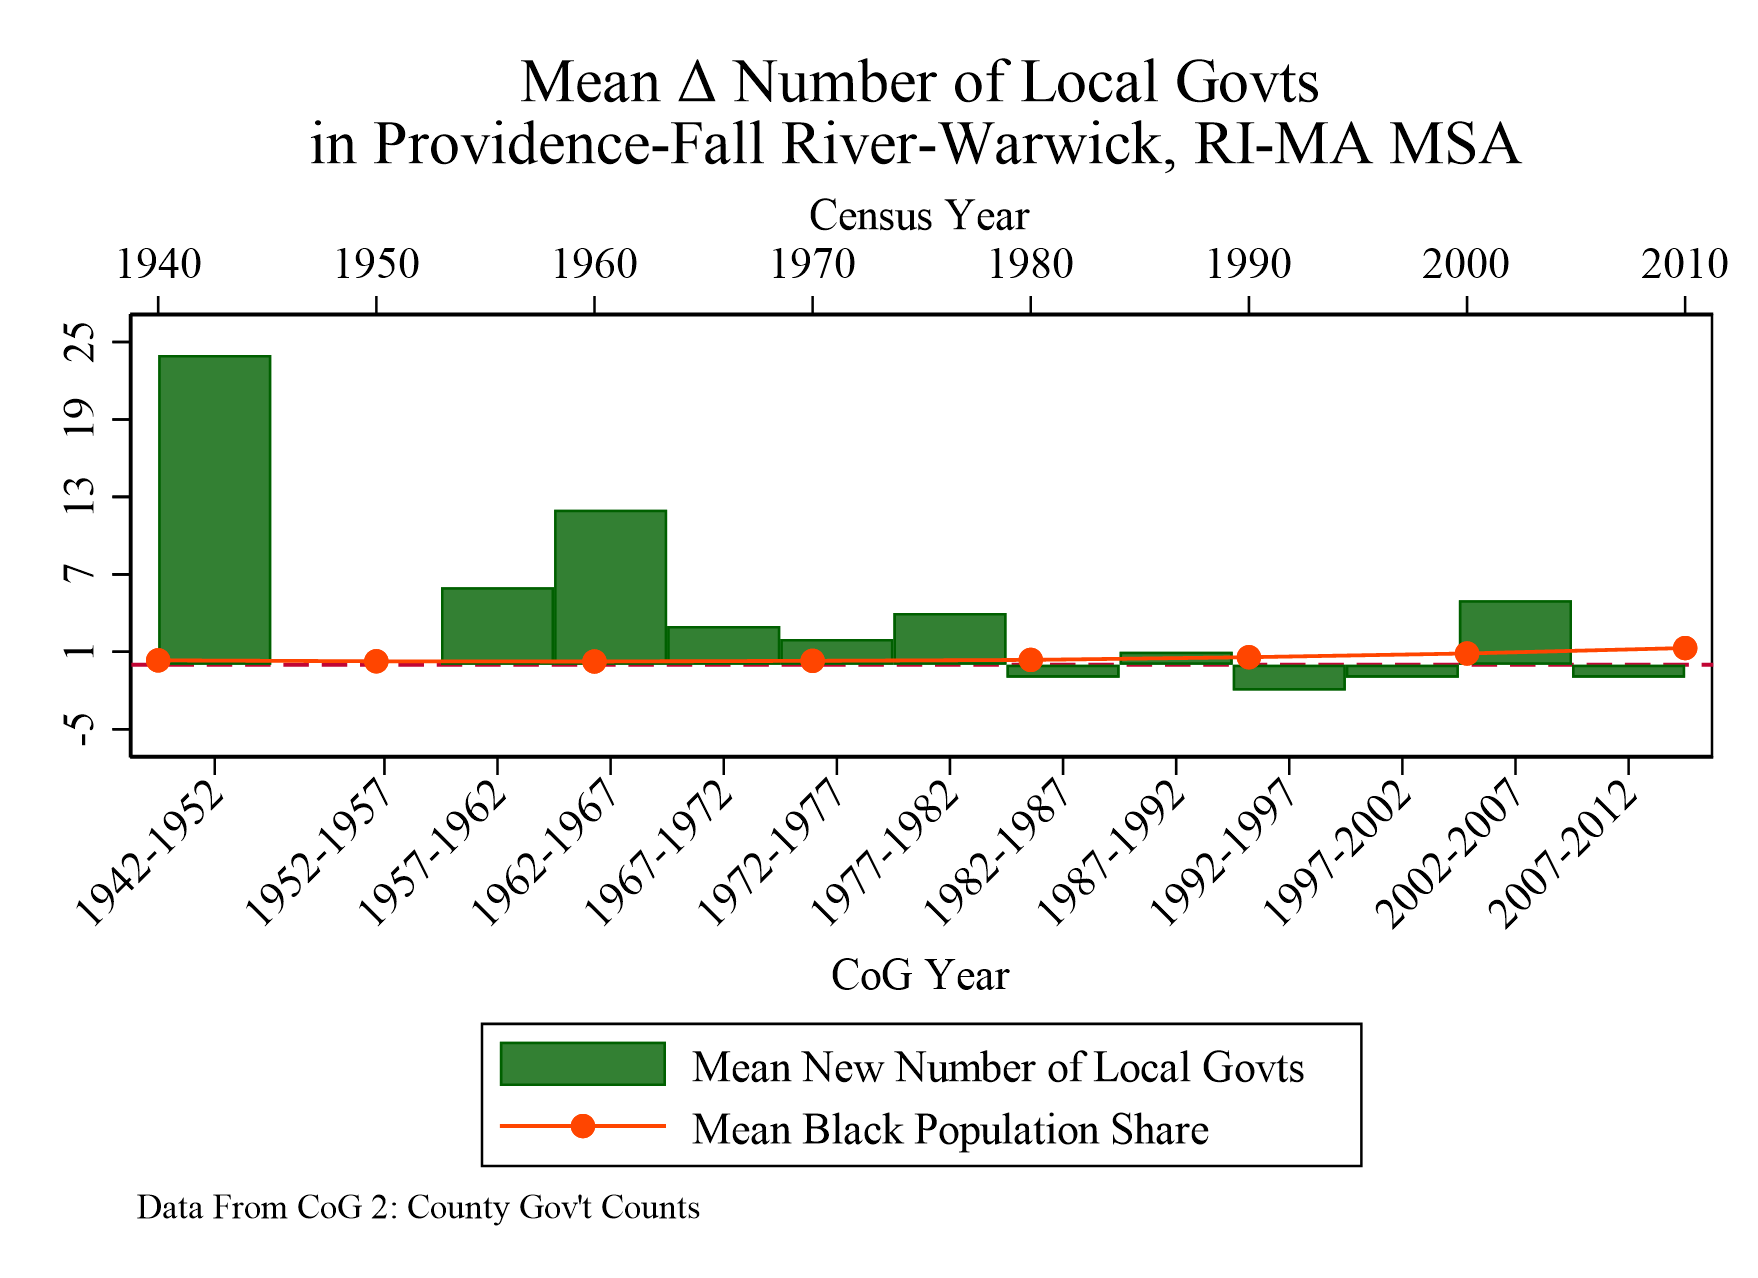 Mean Δ Number of Local Govts
in Providence-Fall River-Warwick, RI-MA MSA
Census Year
1940 1950 1960 1970 1980 1990 2000 2010
25
19
13
7
1
-5
1942-1952 1952-1957 1957-1962 1962-1967 1967-1972 1972-1977 1977-1982 1982-1987 1987-1992 1992-1997 1997-2002 2002-2007 2007-2012
CoG Year
Mean New Number of Local Govts
Mean Black Population Share
Data From CoG 2: County Gov't Counts